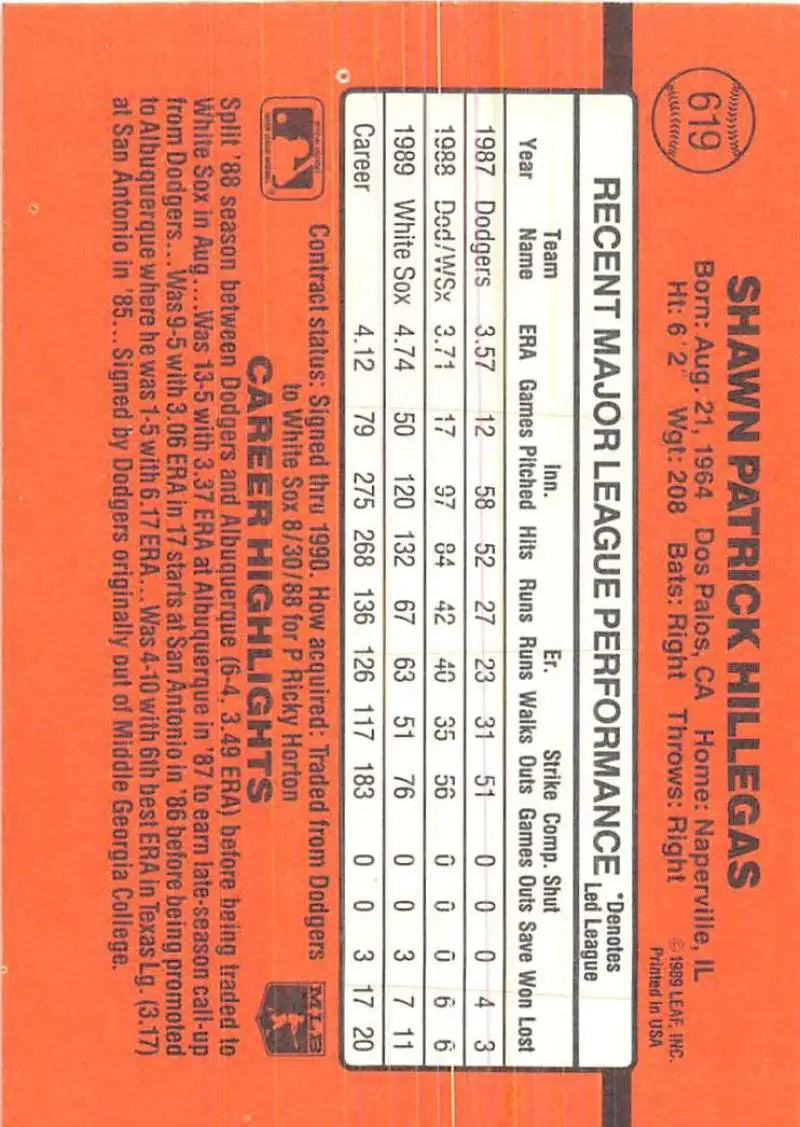 619
SHAWN PATRICK HILLEGAS
Born: Aug. 21, 1964 Dos Palos, CA Home: Naperville, IL
Ht: 6'2" Wgt: 208 Bats: Right Throws: Right
© 1989 LEAF, INC.
Printed in USA
RECENT MAJOR LEAGUE PERFORMANCE *Denotes
Led League
Team Inn. Er. Strike Comp. Shut
Year Name ERA Games Pitched Hits Runs Runs Walks Outs Games Outs Save Won Lost
1987 Dodgers 3.57 12 58 52 27 23 31 51 0 0 0 4 3
1988 Dod/WSx 3.71 17 97 84 42 40 35 56 0 0 0 6 6
1989 White Sox 4.74 50 120 132 67 63 51 76 0 0 3 7 11
Career 4.12 79 275 268 136 126 117 183 0 0 3 17 20
Contract status: Signed thru 1990. How acquired: Traded from Dodgers
to White Sox 8/30/88 for P Ricky Horton
MLB
CAREER HIGHLIGHTS
Split '88 season between Dodgers and Albuquerque (6-4, 3.49 ERA) before being traded to
White Sox in Aug....Was 13-5 with 3.37 ERA at Albuquerque in '87 to earn late-season call-up
from Dodgers...Was 9-5 with 3.06 ERA in 17 starts at San Antonio in '86 before being promoted
to Albuquerque where he was 1-5 with 6.17 ERA...Was 4-10 with 6th best ERA in Texas Lg. (3.17)
at San Antonio in '85...Signed by Dodgers originally out of Middle Georgia College.